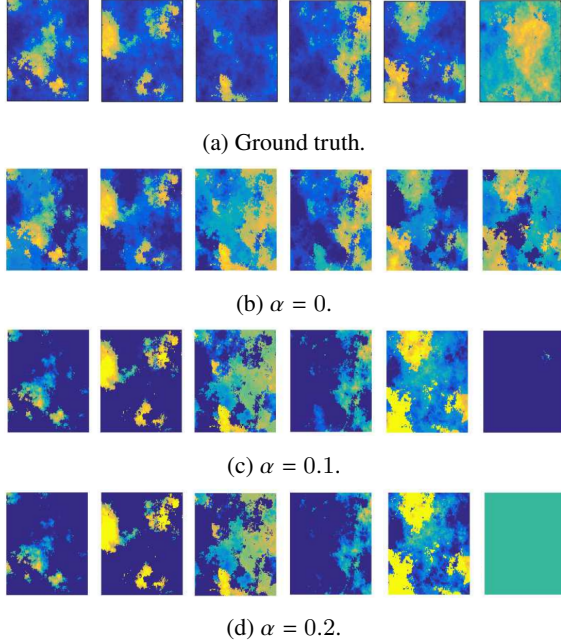 (a) Ground truth.
(b) α = 0.
(c) α = 0.1.
(d) α = 0.2.